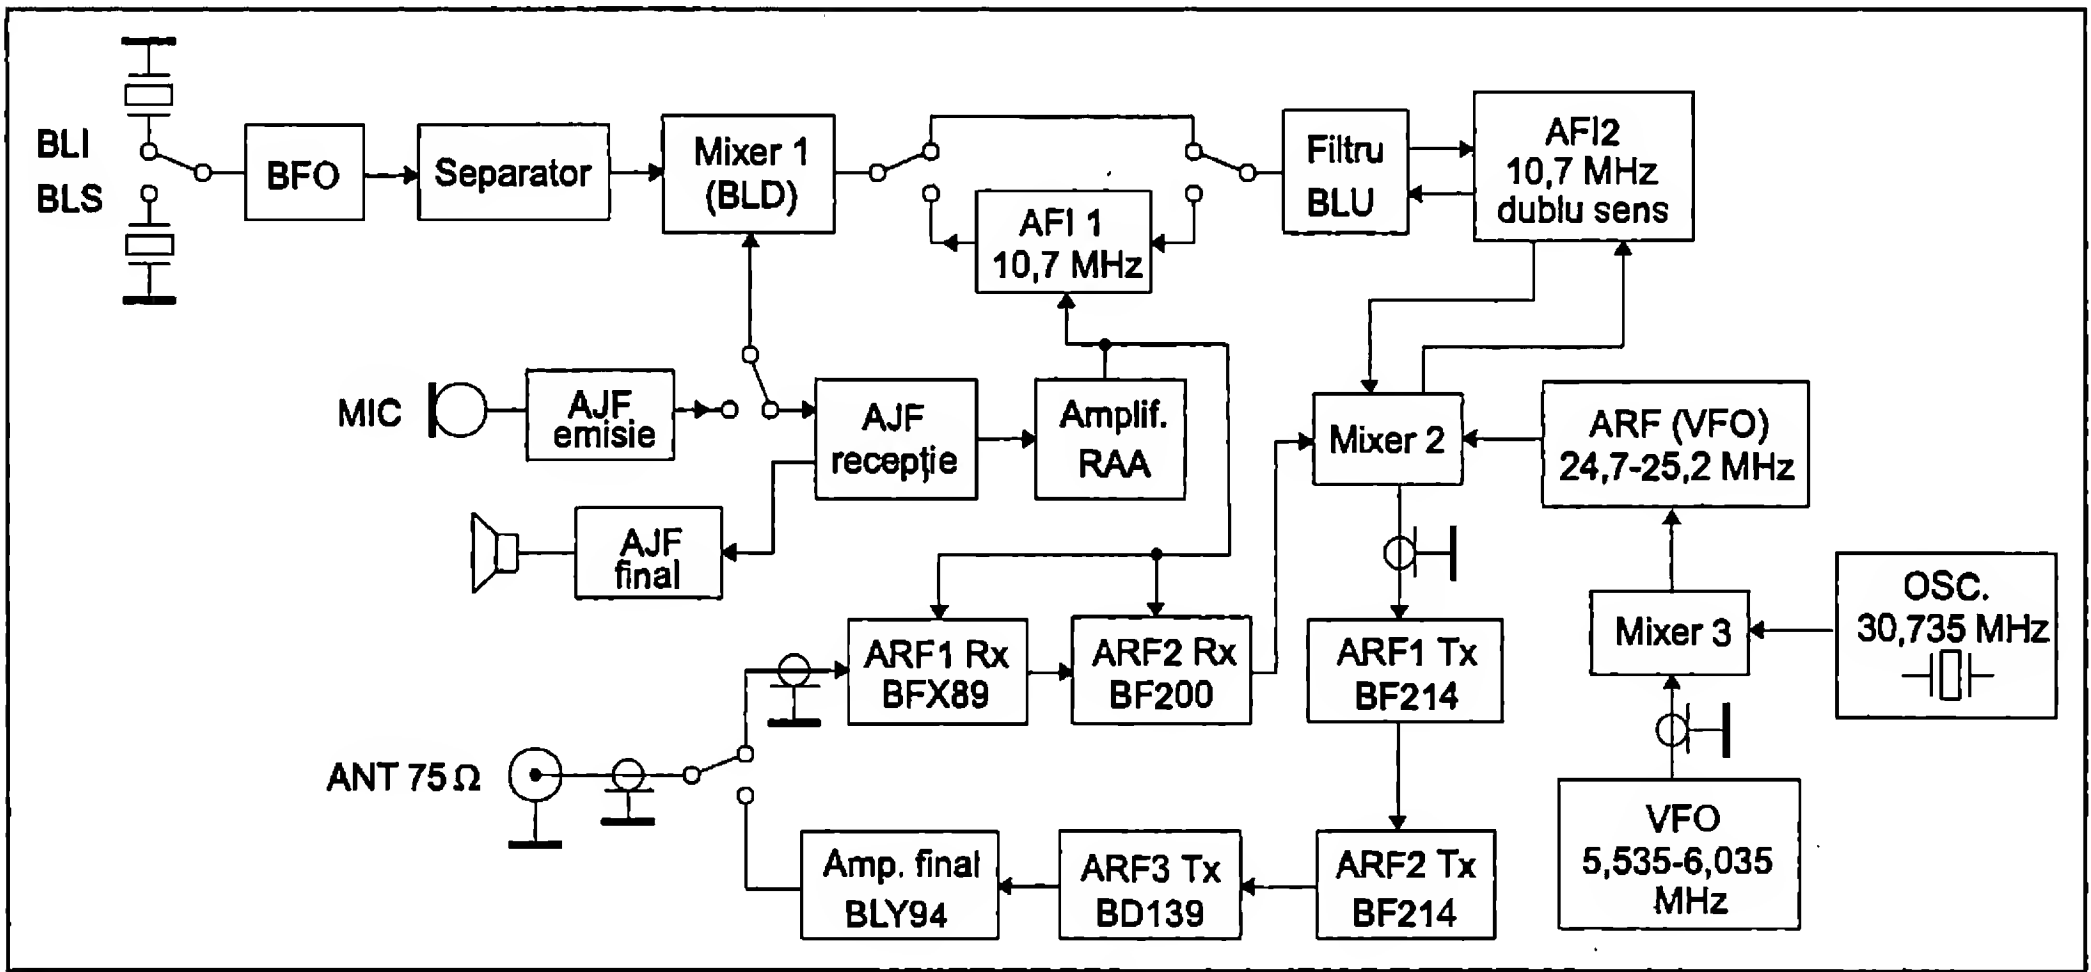 BLI
BLS
BFO
Separator
Mixer 1
(BLD)
AFI 1
10,7 MHz
Filtru
BLU
AFI2
10,7 MHz
dublu sens
MIC
AJF
emisie
AJF
recepție
Amplif.
RAA
Mixer 2
ARF (VFO)
24,7-25,2 MHz
AJF
final
ARF1 Rx
BFX89
ARF2 Rx
BF200
ARF1 Tx
BF214
Mixer 3
OSC.
30,735 MHz
ANT 75Ω
Amp. final
BLY94
ARF3 Tx
BD139
ARF2 Tx
BF214
VFO
5,535-6,035
MHz